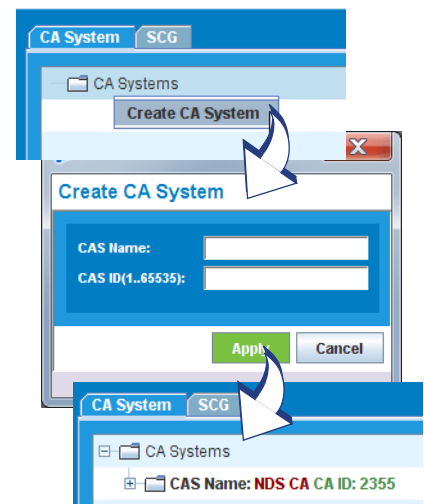 CA System SCG
CA Systems
Create CA System
X
Create CA System
CAS Name:
CAS ID(1..65535):
Apply Cancel
CA System SCG
CA Systems
CAS Name: NDS CA CA ID: 2355